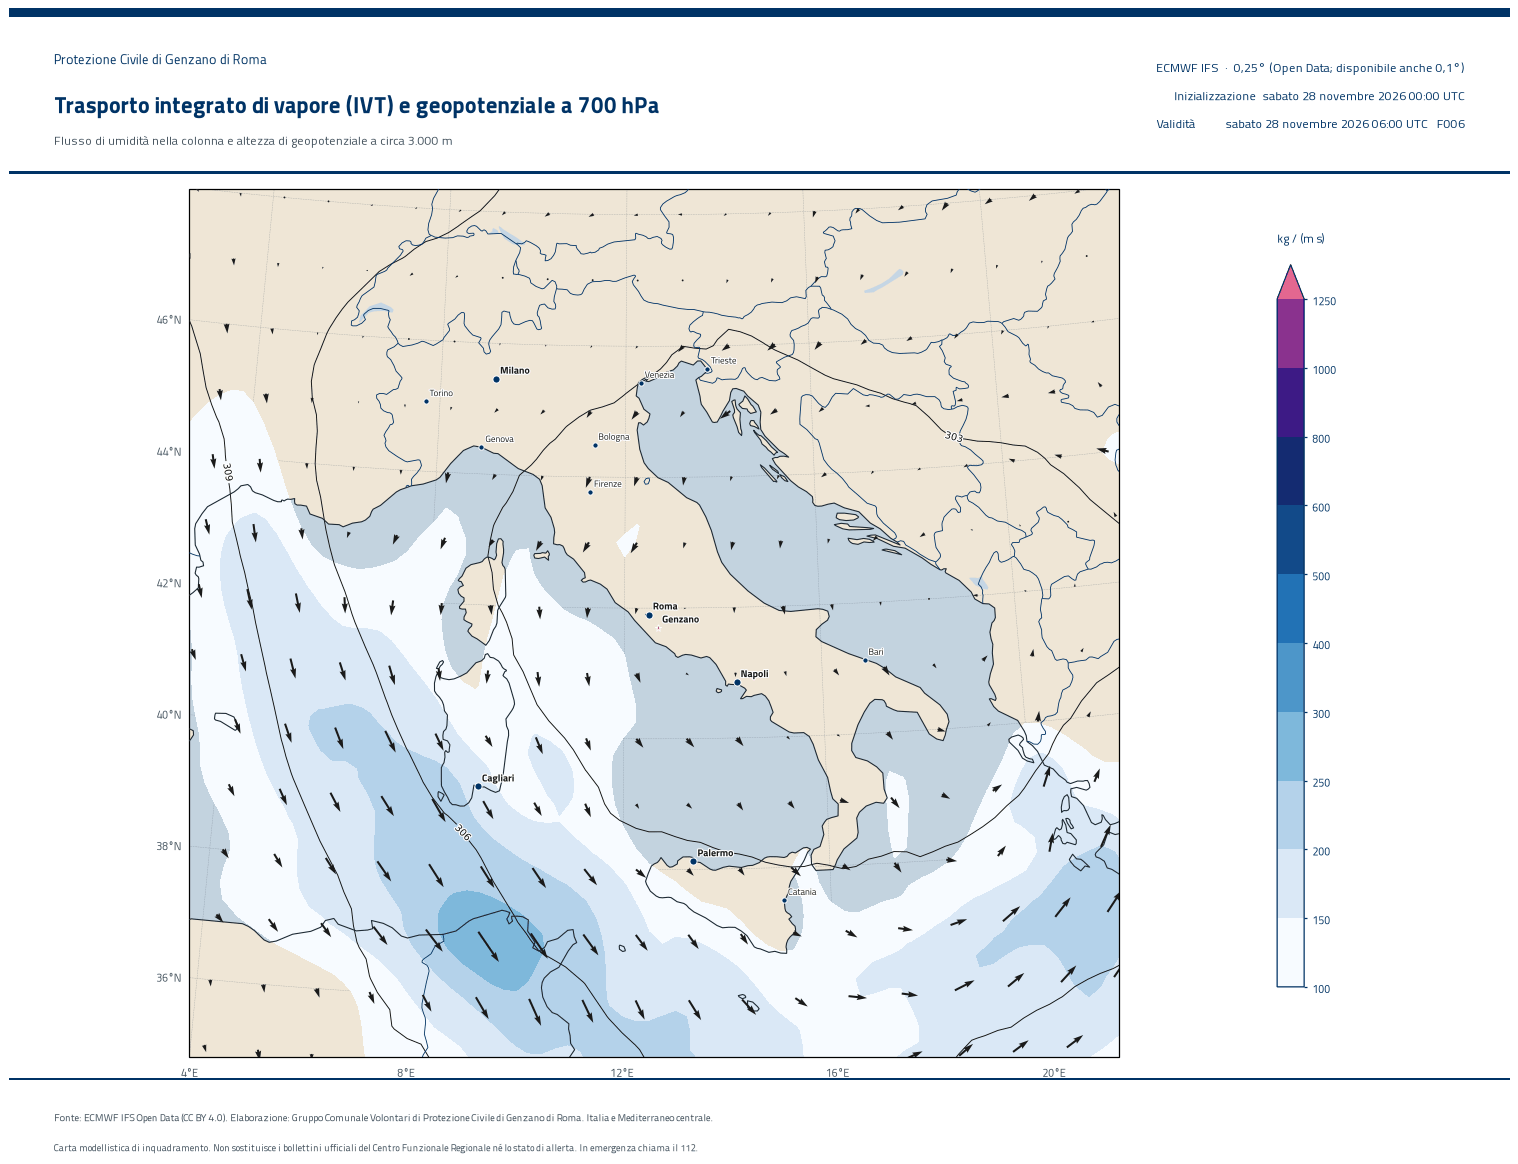 Protezione Civile di Genzano di Roma
Trasporto integrato di vapore (IVT) e geopotenziale a 700 hPa
Flusso di umidità nella colonna e altezza di geopotenziale a circa 3.000 m
ECMWF IFS · 0,25° (Open Data; disponibile anche 0,1°)
Inizializzazione sabato 28 novembre 2026 00:00 UTC
Validità sabato 28 novembre 2026 06:00 UTC F006
kg / (m s)
1250
1000
800
600
500
400
300
250
200
150
100
46°N
44°N
42°N
40°N
38°N
36°N
4°E
8°E
12°E
16°E
20°E
Trieste
Venezia
Milano
Torino
Genova
Bologna
Firenze
303
309
306
Roma
Genzano
Bari
Napoli
Cagliari
Palermo
Catania
Fonte: ECMWF IFS Open Data (CC BY 4.0). Elaborazione: Gruppo Comunale Volontari di Protezione Civile di Genzano di Roma. Italia e Mediterraneo centrale.
Carta modellistica di inquadramento. Non sostituisce i bollettini ufficiali del Centro Funzionale Regionale né lo stato di allerta. In emergenza chiama il 112.